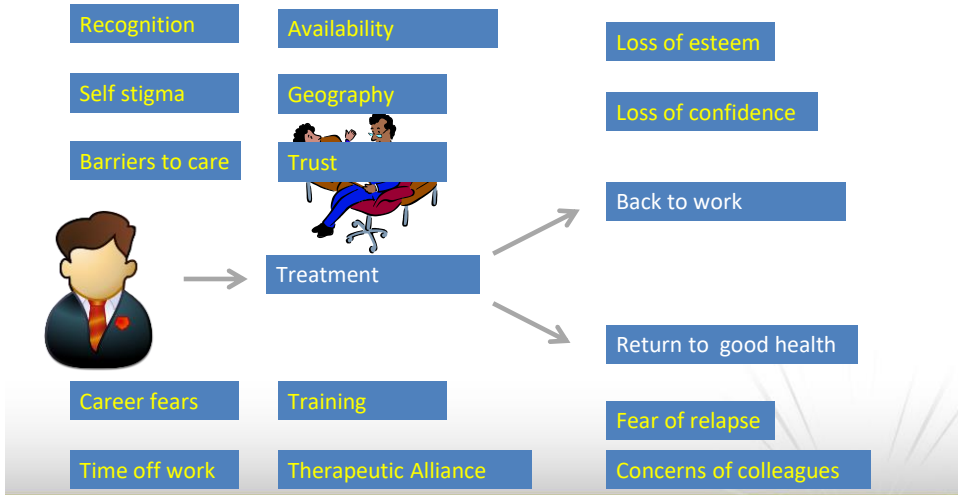 Recognition
Self stigma
Barriers to care
Career fears
Time off work
Availability
Geography
Trust
Treatment
Training
Therapeutic Alliance
Loss of esteem
Loss of confidence
Back to work
Return to good health
Fear of relapse
Concerns of colleagues